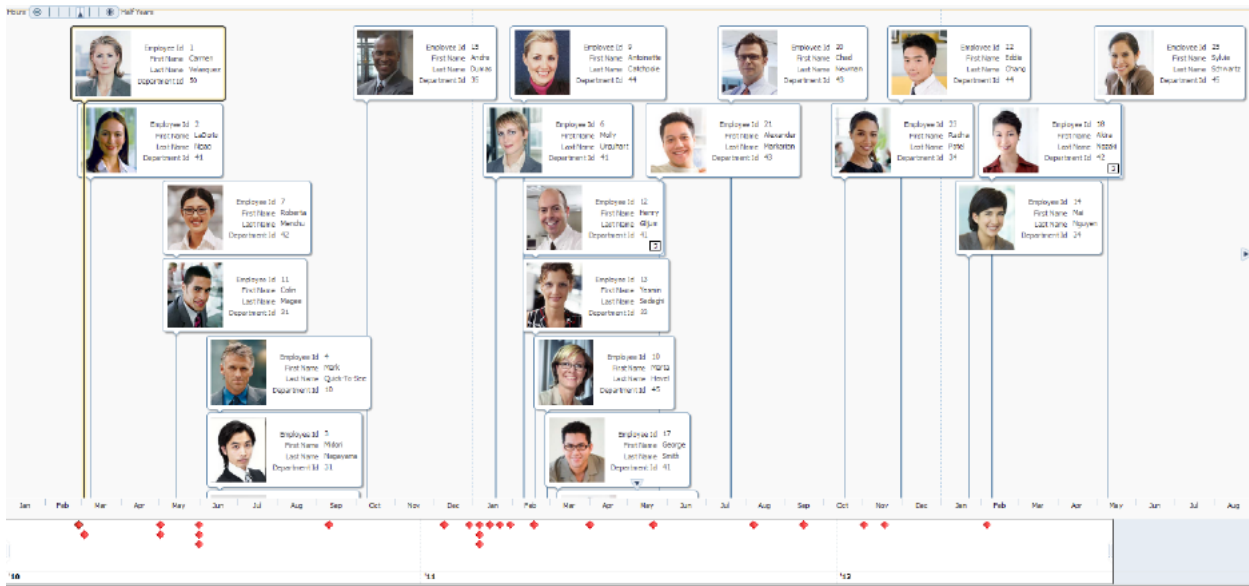 Hours Half Years
Employee Id 1
First Name Carmen
Last Name Velasquez
Department Id 50
Employee Id 15
First Name Andre
Last Name Dumas
Department Id 35
Employee Id 9
First Name Antoinette
Last Name Catchpole
Department Id 44
Employee Id 20
First Name Chad
Last Name Newman
Department Id 43
Employee Id 22
First Name Eddie
Last Name Chang
Department Id 44
Employee Id 25
First Name Sylvie
Last Name Schwartz
Department Id 45
Employee Id 2
First Name LaDoris
Last Name Ngao
Department Id 41
Employee Id 6
First Name Molly
Last Name Urguhart
Department Id 41
Employee Id 21
First Name Alexander
Last Name Markarian
Department Id 43
Employee Id 23
First Name Radha
Last Name Patel
Department Id 34
Employee Id 18
First Name Akira
Last Name Nozaki
Department Id 42
Employee Id 7
First Name Roberta
Last Name Menchu
Department Id 42
Employee Id 12
First Name Henry
Last Name Giljum
Department Id 41
Employee Id 14
First Name Mai
Last Name Nguyen
Department Id 34
Employee Id 11
First Name Colin
Last Name Magee
Department Id 31
Employee Id 13
First Name Yasmin
Last Name Sedeghi
Department Id
Employee Id 4
First Name Mark
Last Name Quick-To-See
Department Id 10
Employee Id 10
First Name Marta
Last Name Havel
Department Id 45
Employee Id
First Name Midori
Last Name Nagayama
Department Id 31
Employee Id 17
First Name George
Last Name Smith
Department Id 41
Jan Feb Mar Apr May Jun Jul Aug Sep Oct Nov Dec Jan Feb Mar Apr May Jun Jul Aug Sep Oct Nov Dec Jan Feb Mar Apr May Jun Jul Aug
'10 '11 '12